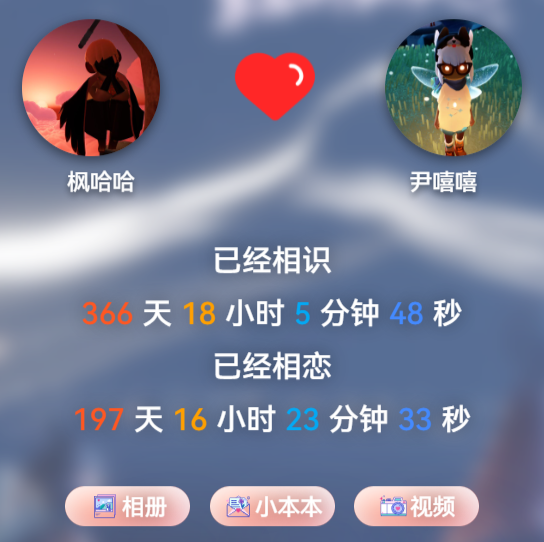 枫哈哈
尹嘻嘻
已经相识
366 天 18 小时 5 分钟 48 秒
已经相恋
197 天 16 小时 23 分钟 33 秒
相册
小本本
视频